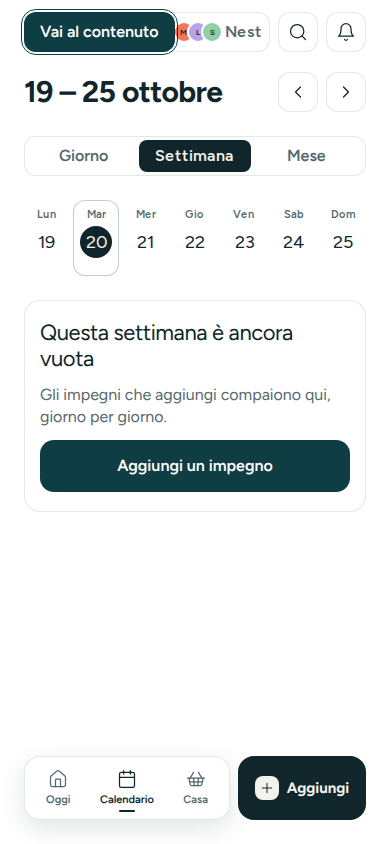 Vai al contenuto
M L S Nest
19 – 25 ottobre
Giorno Settimana Mese
Lun Mar Mer Gio Ven Sab Dom
19 20 21 22 23 24 25
Questa settimana è ancora
vuota
Gli impegni che aggiungi compaiono qui,
giorno per giorno.
Aggiungi un impegno
Oggi Calendario Casa
Aggiungi